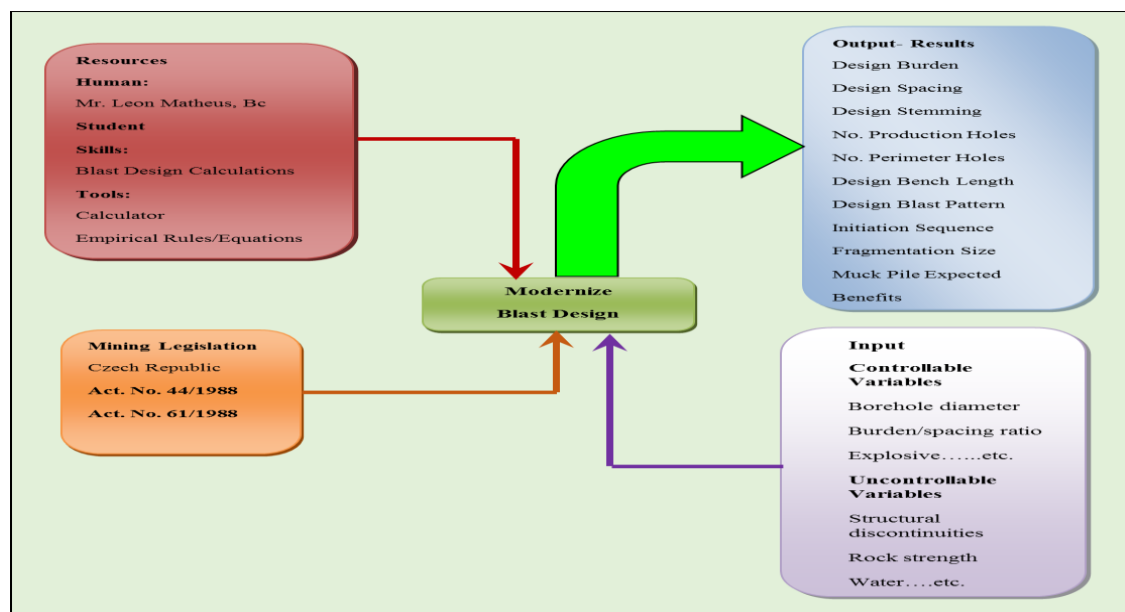 Resources
Human:
Mr. Leon Matheus, Bc
Student
Skills:
Blast Design Calculations
Tools:
Calculator
Empirical Rules/Equations
Output- Results
Design Burden
Design Spacing
Design Stemming
No. Production Holes
No. Perimeter Holes
Design Bench Length
Design Blast Pattern
Initiation Sequence
Fragmentation Size
Muck Pile Expected
Benefits
Modernize
Blast Design
Mining Legislation
Czech Republic
Act. No. 44/1988
Act. No. 61/1988
Input
Controllable
Variables
Borehole diameter
Burden/spacing ratio
Explosive……etc.
Uncontrollable
Variables
Structural
discontinuities
Rock strength
Water….etc.